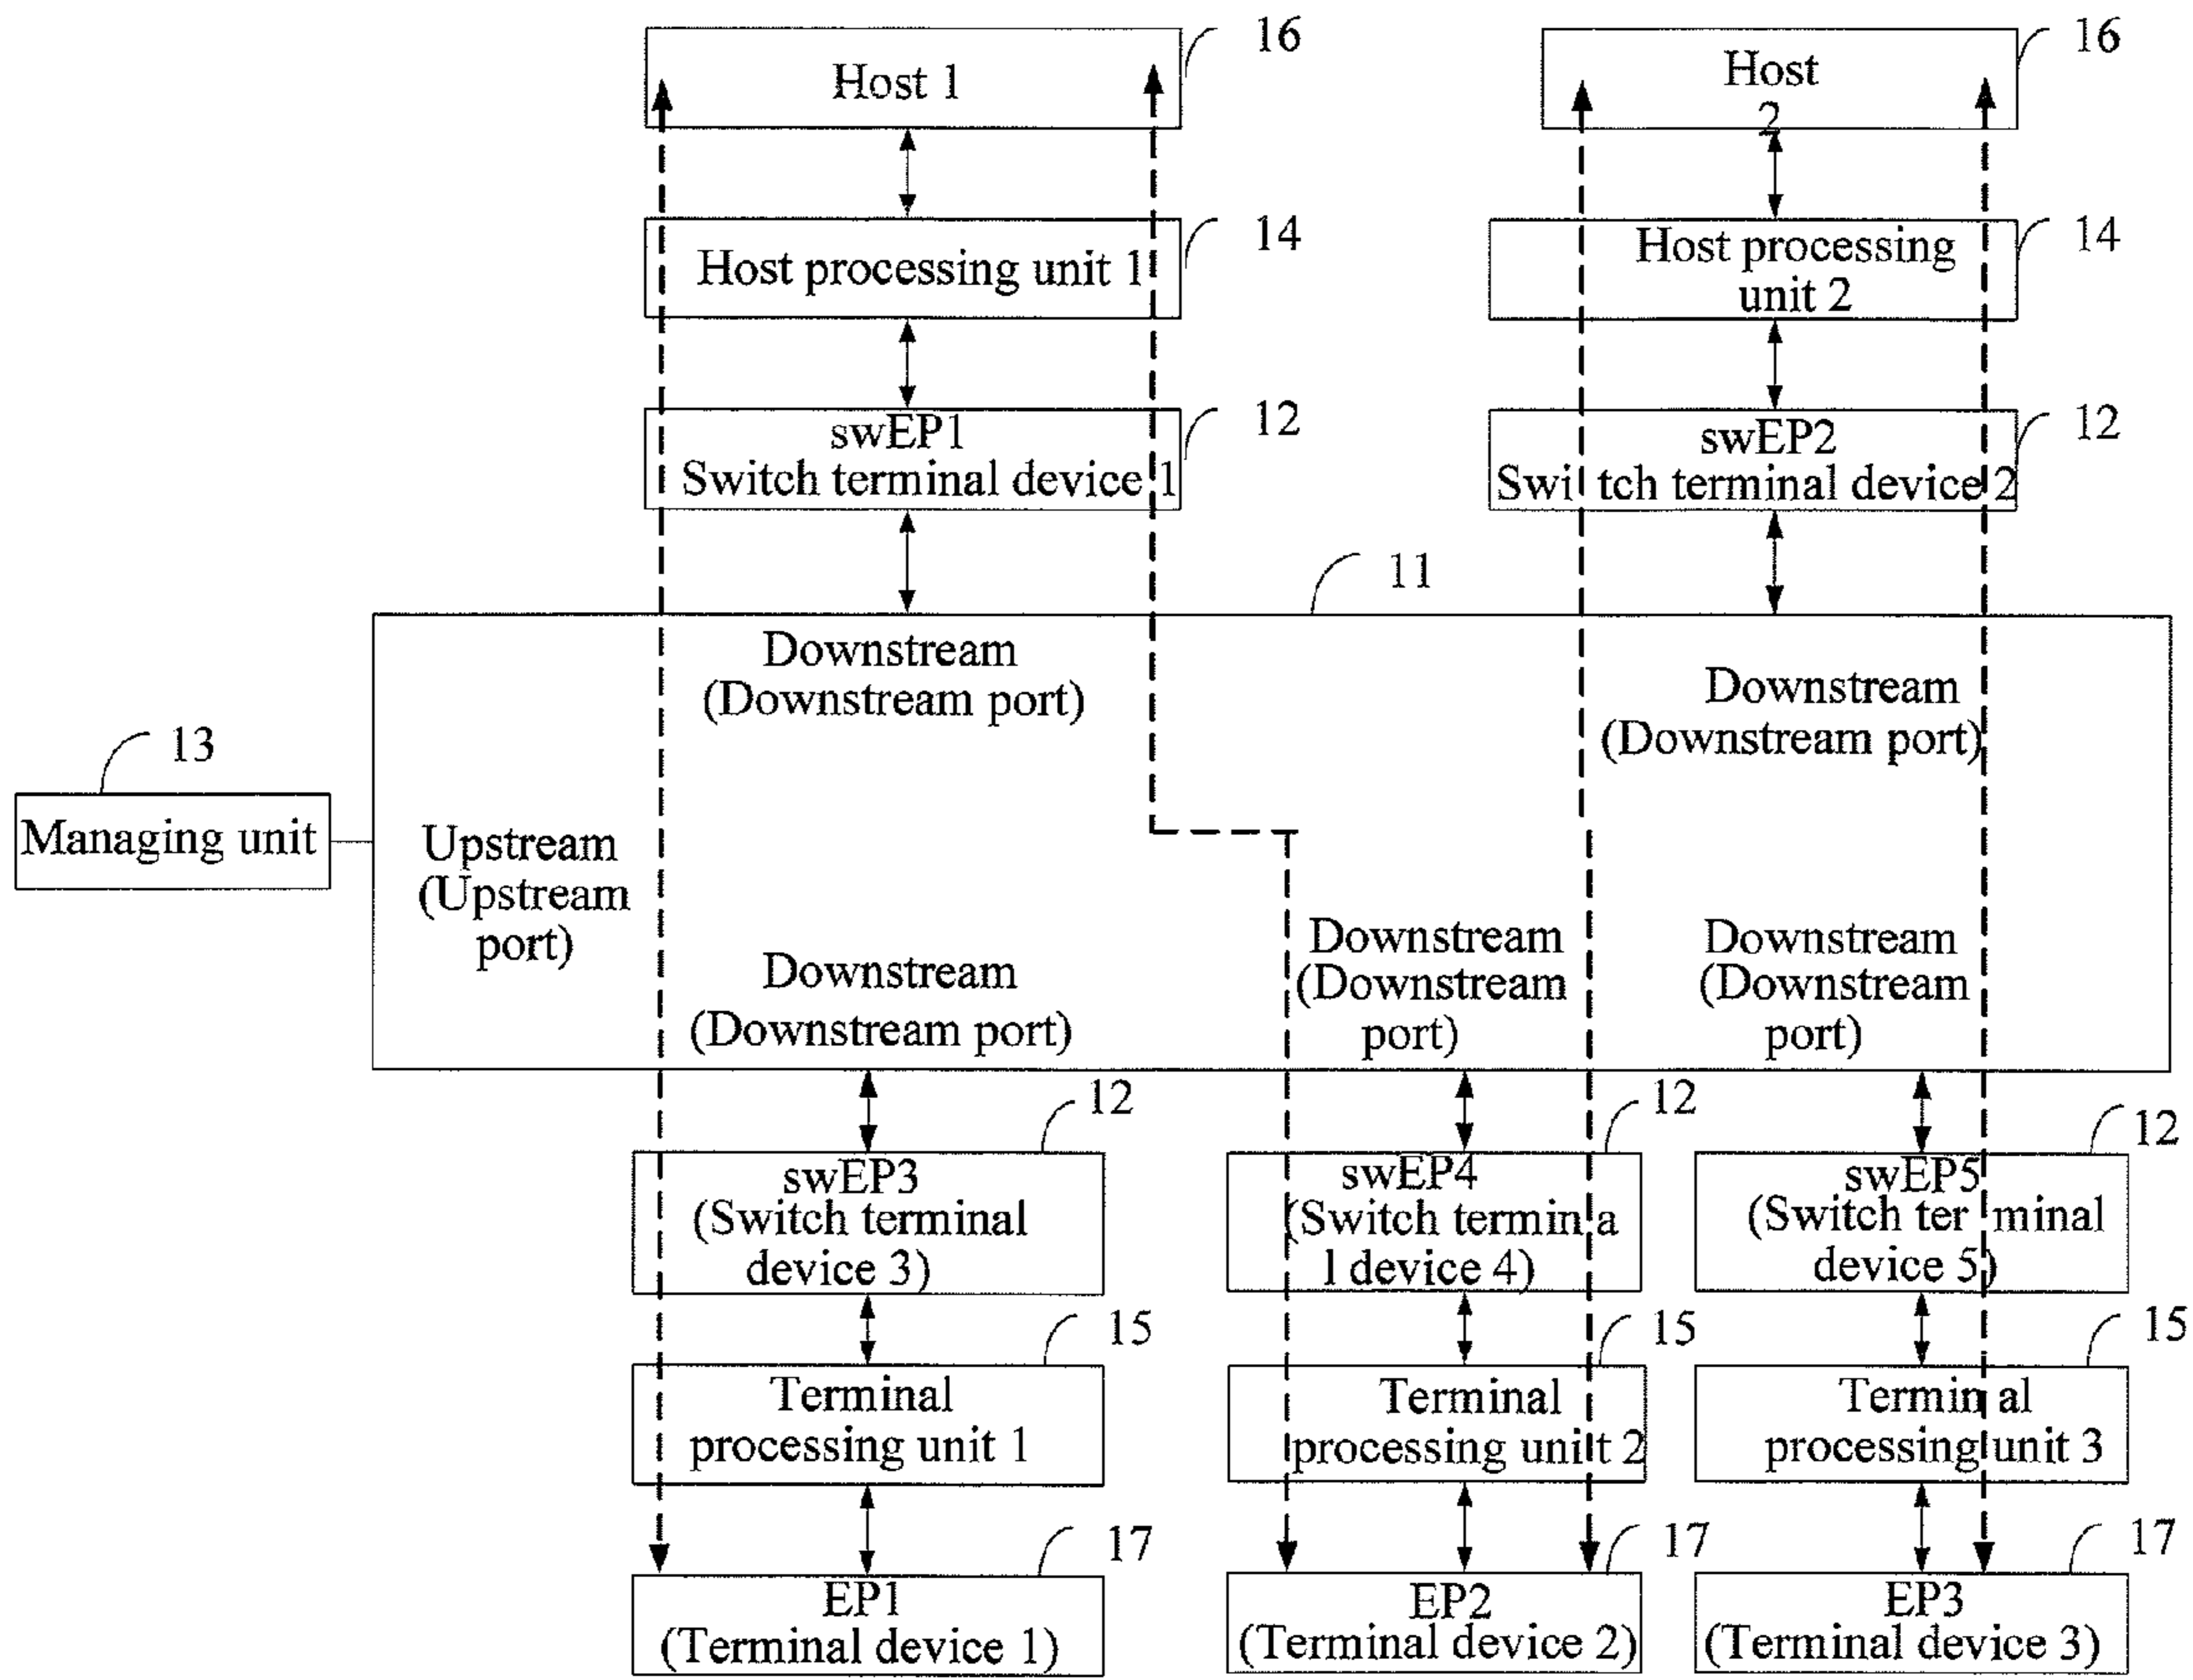 16
Host 1
16
Host
2
14
Host processing unit 1
14
Host processing
unit 2
12
swEP1
Switch terminal device 1
12
swEP2
Swi tch terminal device 2
11
Downstream
(Downstream port)
Downstream
(Downstream port)
13
Managing unit
Upstream
(Upstream
port)
Downstream
(Downstream port)
Downstream
(Downstream
port)
Downstream
(Downstream
port)
12
swEP3
(Switch terminal
device 3)
12
swEP4
(Switch termin a
l device 4)
12
swEP5
(Switch ter minal
device 5)
15
Terminal
processing unit 1
15
Terminal
processing unit 2
15
Termin al
processing unit 3
17
EP1
(Terminal device 1)
17
EP2
(Terminal device 2)
17
EP3
(Terminal device 3)